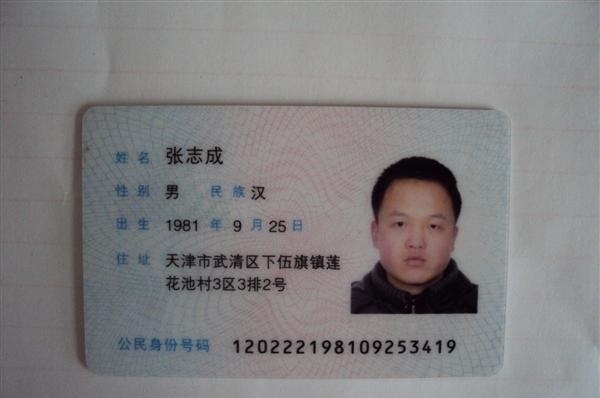 姓名 张志成
性别 男 民族 汉
出生 1981 年 9 月 25 日
住址 天津市武清区下伍旗镇莲
花池村3区3排2号
公民身份号码 120222198109253419